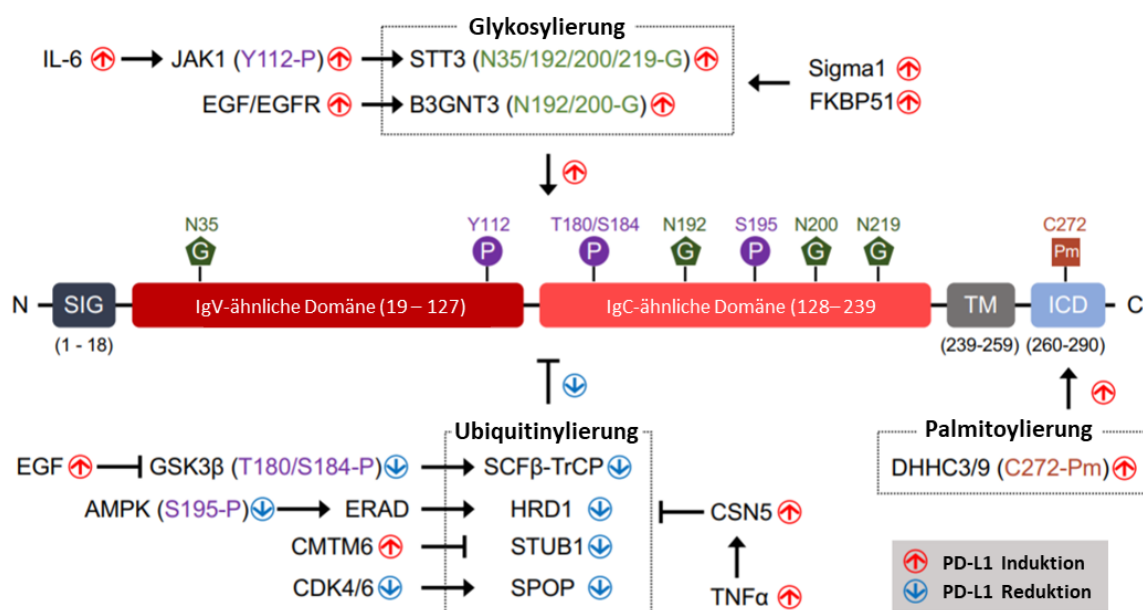 Glykosylierung
IL-6 JAK1 (Y112-P) STT3 (N35/192/200/219-G)
EGF/EGFR B3GNT3 (N192/200-G)
Sigma1
FKBP51
N35 Y112 T180/S184 N192 S195 N200 N219 C272
G P P G P G G Pm
N SIG IgV-ähnliche Domäne (19 – 127) IgC-ähnliche Domäne (128– 239 TM ICD C
(1 - 18) (239-259) (260-290)
Ubiquitinylierung
EGF GSK3β (T180/S184-P) SCFβ-TrCP
AMPK (S195-P) ERAD HRD1
CMTM6 STUB1
CDK4/6 SPOP
CSN5
TNFα
Palmitoylierung
DHHC3/9 (C272-Pm)
PD-L1 Induktion
PD-L1 Reduktion